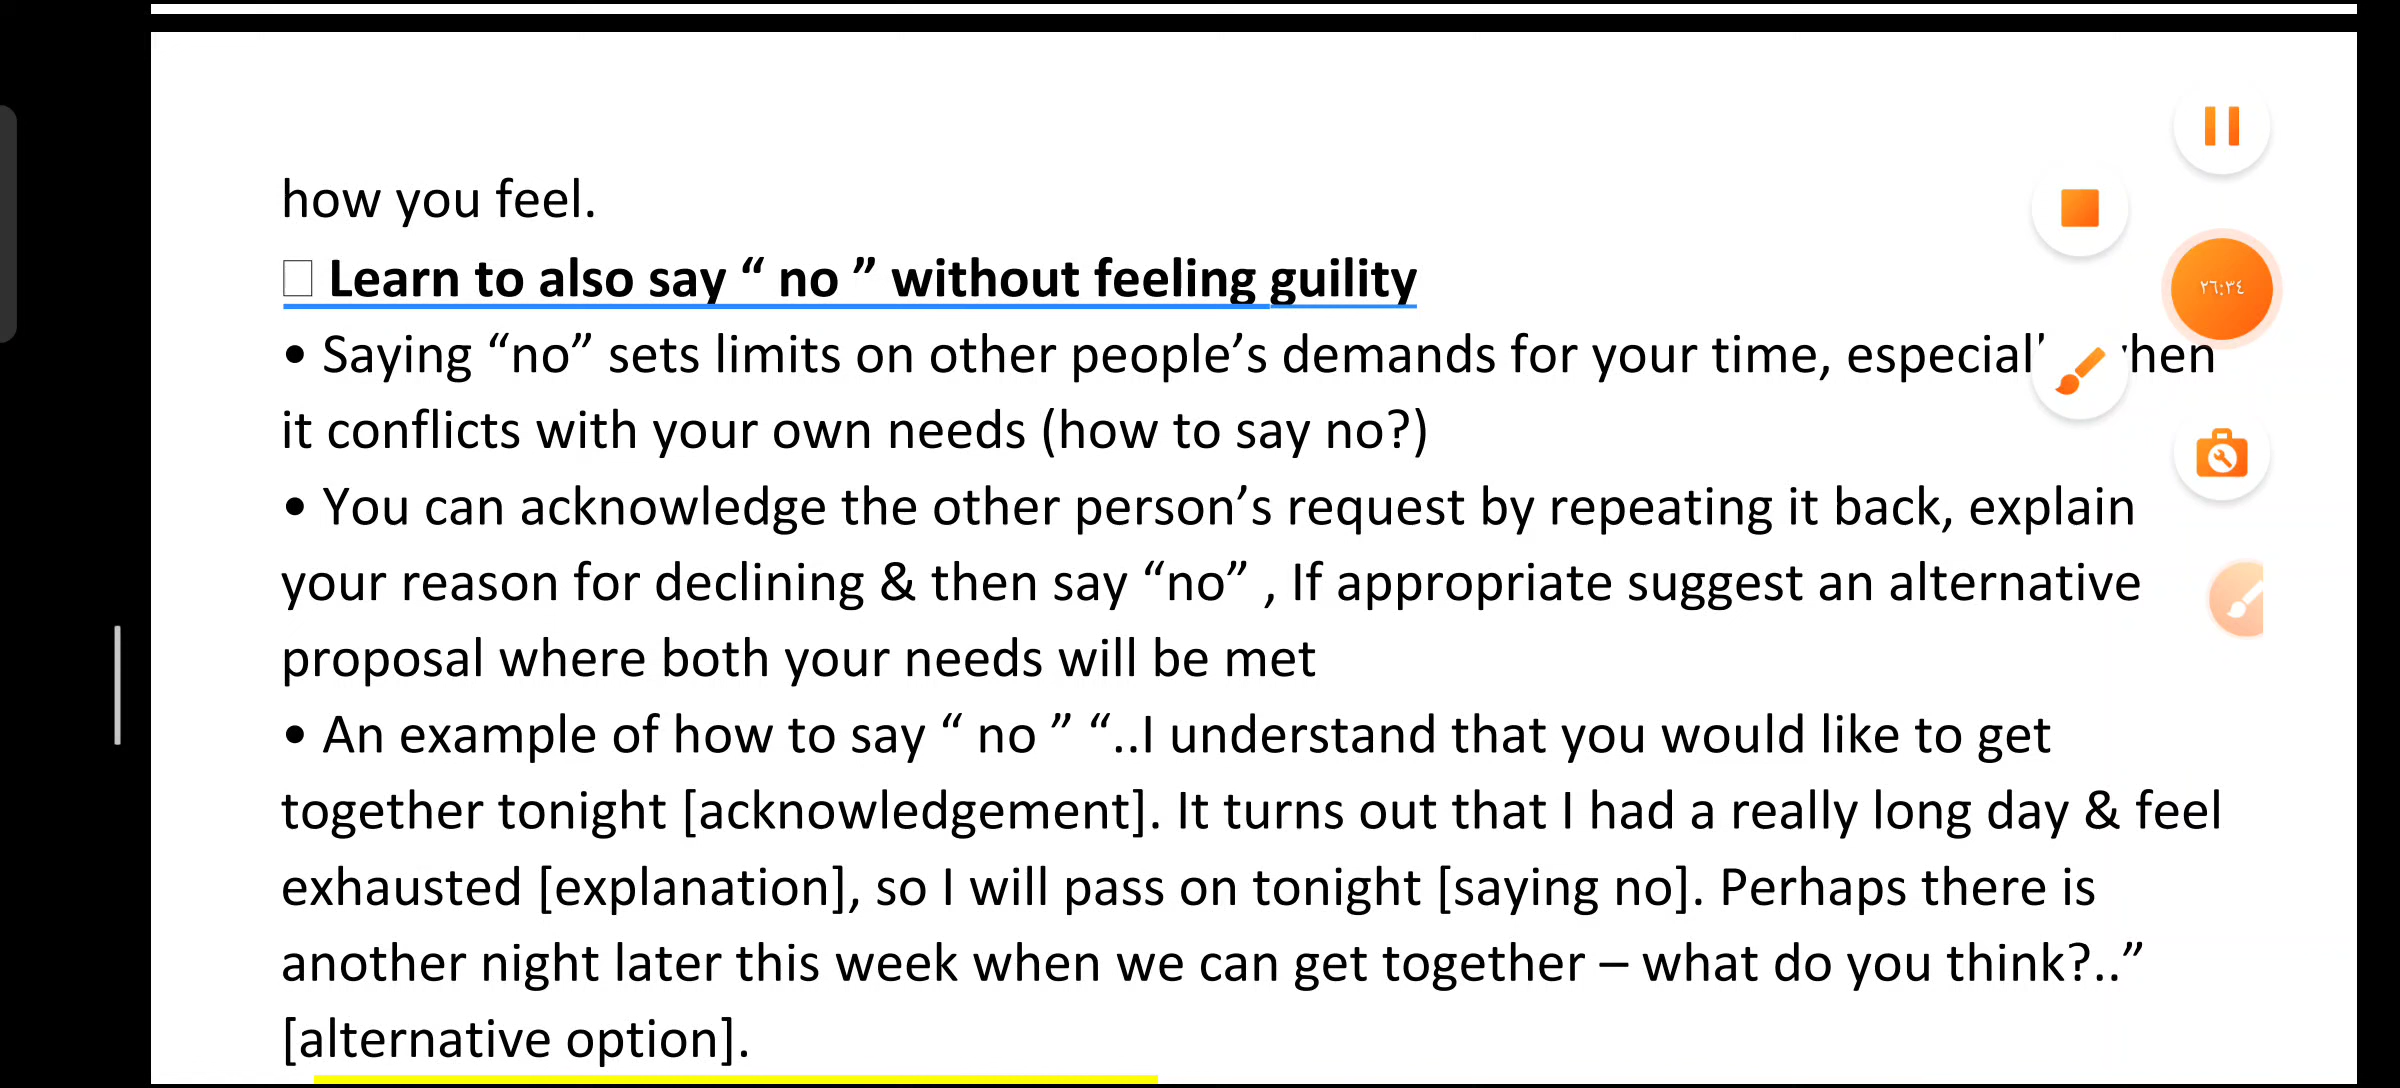 how you feel.
□ Learn to also say “ no ” without feeling guility
• Saying “no” sets limits on other people’s demands for your time,
it conflicts with your own needs (how to say no?)
• You can acknowledge the other person’s request by repeating it back, explain
your reason for declining & then say “no” , If appropriate suggest an alternative
proposal where both your needs will be met
• An example of how to say “ no ” “..I understand that you would like to get
together tonight [acknowledgement]. It turns out that I had a really long day & feel
exhausted [explanation], so I will pass on tonight [saying no]. Perhaps there is
another night later this week when we can get together – what do you think?..”
[alternative option].
٢٦:٣٤